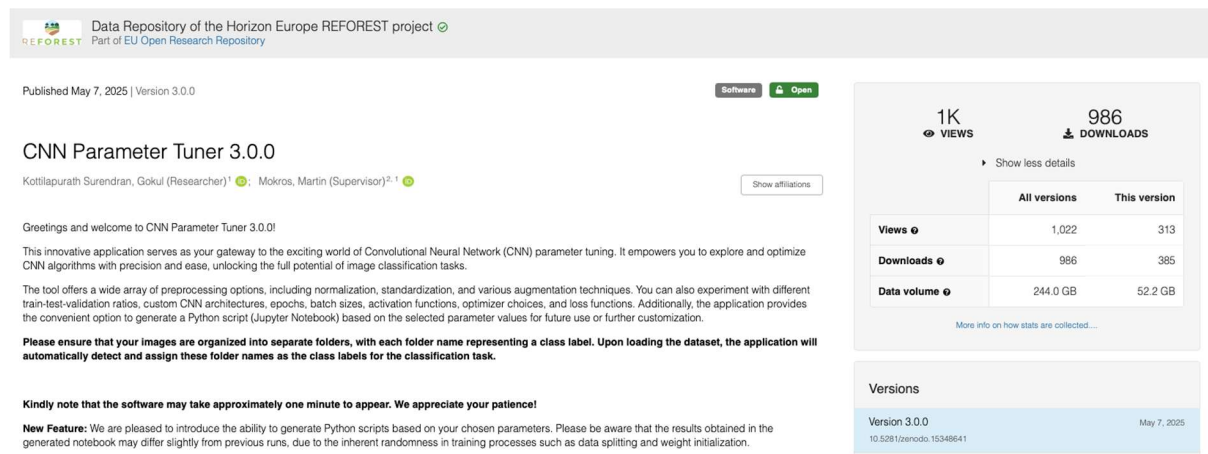 REFOREST
Data Repository of the Horizon Europe REFOREST project
Part of EU Open Research Repository
Published May 7, 2025 | Version 3.0.0
Software
Open
CNN Parameter Tuner 3.0.0
Kottilapurath Surendran, Gokul (Researcher)¹ iD; Mokros, Martin (Supervisor)², ¹ iD
Show affiliations
Greetings and welcome to CNN Parameter Tuner 3.0.0!
This innovative application serves as your gateway to the exciting world of Convolutional Neural Network (CNN) parameter tuning. It empowers you to explore and optimize
CNN algorithms with precision and ease, unlocking the full potential of image classification tasks.
The tool offers a wide array of preprocessing options, including normalization, standardization, and various augmentation techniques. You can also experiment with different
train-test-validation ratios, custom CNN architectures, epochs, batch sizes, activation functions, optimizer choices, and loss functions. Additionally, the application provides
the convenient option to generate a Python script (Jupyter Notebook) based on the selected parameter values for future use or further customization.
Please ensure that your images are organized into separate folders, with each folder name representing a class label. Upon loading the dataset, the application will
automatically detect and assign these folder names as the class labels for the classification task.
Kindly note that the software may take approximately one minute to appear. We appreciate your patience!
New Feature: We are pleased to introduce the ability to generate Python scripts based on your chosen parameters. Please be aware that the results obtained in the
generated notebook may differ slightly from previous runs, due to the inherent randomness in training processes such as data splitting and weight initialization.
1K 986
VIEWS DOWNLOADS
Show less details
All versions This version
Views 1,022 313
Downloads 986 385
Data volume 244.0 GB 52.2 GB
More info on how stats are collected....
Versions
Version 3.0.0 May 7, 2025
10.5281/zenodo.15348641